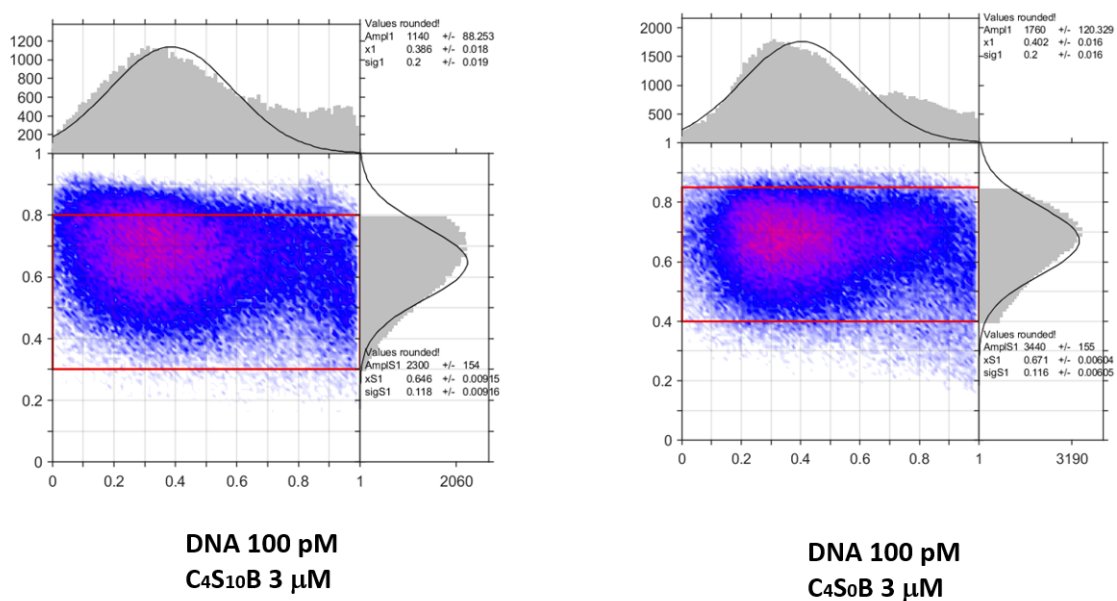 Values rounded!
Ampl1 1140 +/- 88.253
x1 0.386 +/- 0.018
sig1 0.2 +/- 0.019
1200
1000
800
600
400
200
1
0.8
0.6
0.4
0.2
0
Values rounded!
AmplS1 2300 +/- 154
xS1 0.646 +/- 0.00915
sigS1 0.118 +/- 0.00916
0 0.2 0.4 0.6 0.8 1 2060
DNA 100 pM
C4S10B 3 μM
Values rounded!
Ampl1 1760 +/- 120.329
x1 0.402 +/- 0.016
sig1 0.2 +/- 0.016
2000
1500
1000
500
1
0.8
0.6
0.4
0.2
0
Values rounded!
AmplS1 3440 +/- 155
xS1 0.671 +/- 0.00604
sigS1 0.116 +/- 0.00605
0 0.2 0.4 0.6 0.8 1 3190
DNA 100 pM
C4S0B 3 μM